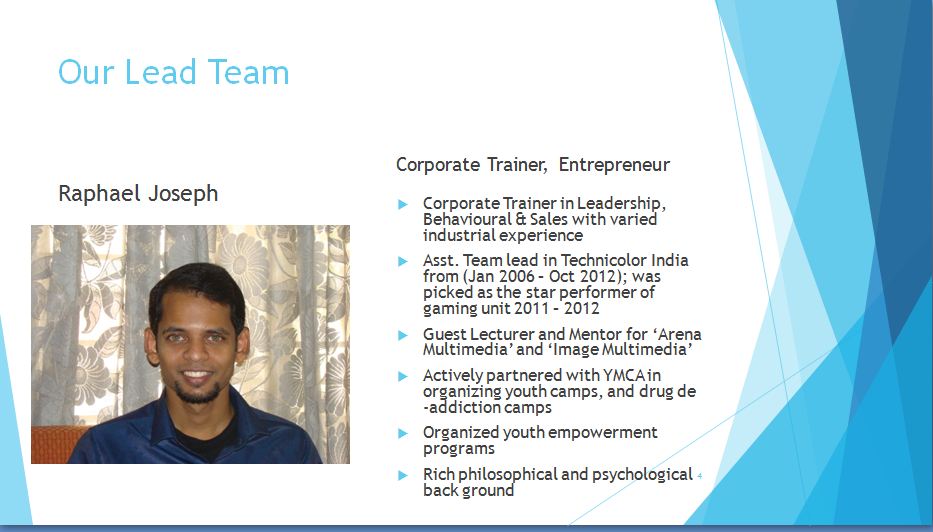 Our Lead Team
Raphael Joseph
Corporate Trainer, Entrepreneur
Corporate Trainer in Leadership,
Behavioural & Sales with varied
industrial experience
Asst. Team lead in Technicolor India
from (Jan 2006 – Oct 2012); was
picked as the star performer of
gaming unit 2011 – 2012
Guest Lecturer and Mentor for ‘Arena
Multimedia’ and ‘Image Multimedia’
Actively partnered with YMCA in
organizing youth camps, and drug de
-addiction camps
Organized youth empowerment
programs
Rich philosophical and psychological
back ground
4